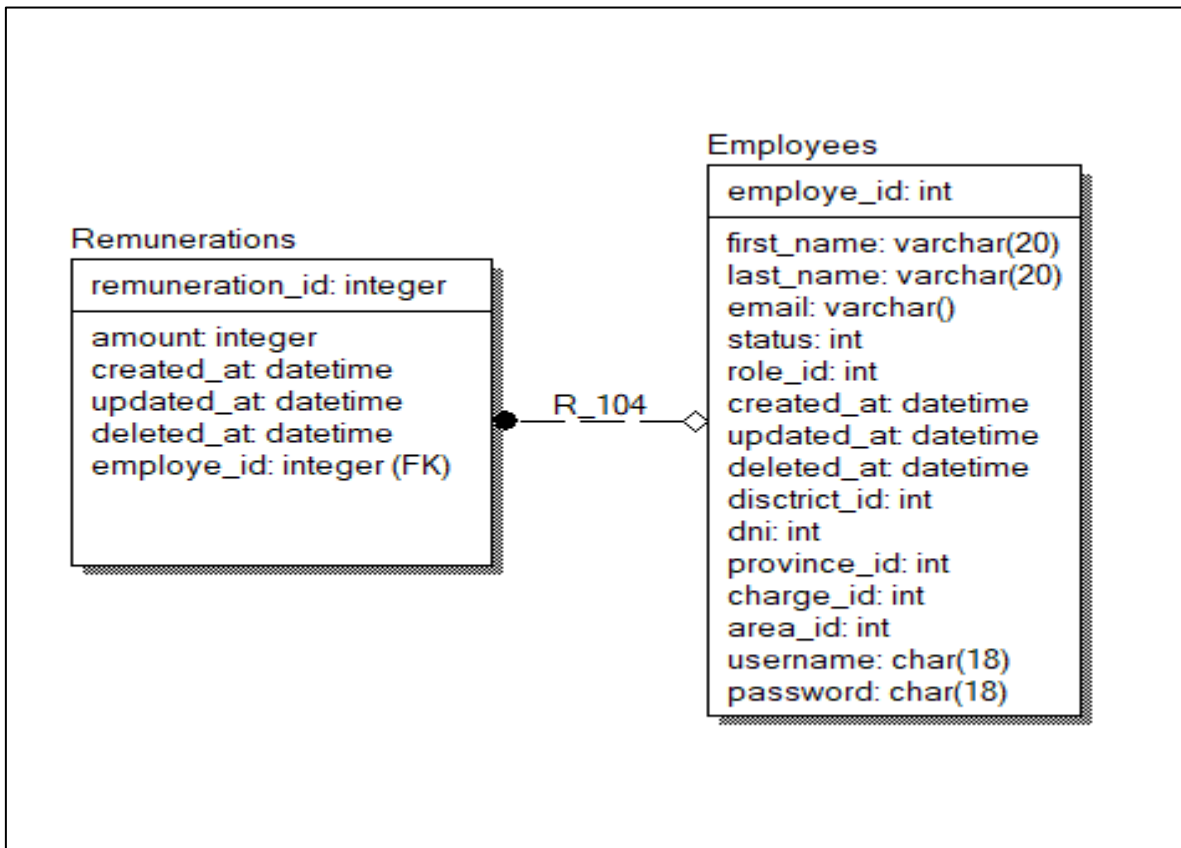 Remunerations
remuneration_id: integer
amount: integer
created_at: datetime
updated_at: datetime
deleted_at: datetime
employe_id: integer (FK)
R_104
Employees
employe_id: int
first_name: varchar(20)
last_name: varchar(20)
email: varchar()
status: int
role_id: int
created_at: datetime
updated_at: datetime
deleted_at: datetime
disctrict_id: int
dni: int
province_id: int
charge_id: int
area_id: int
username: char(18)
password: char(18)